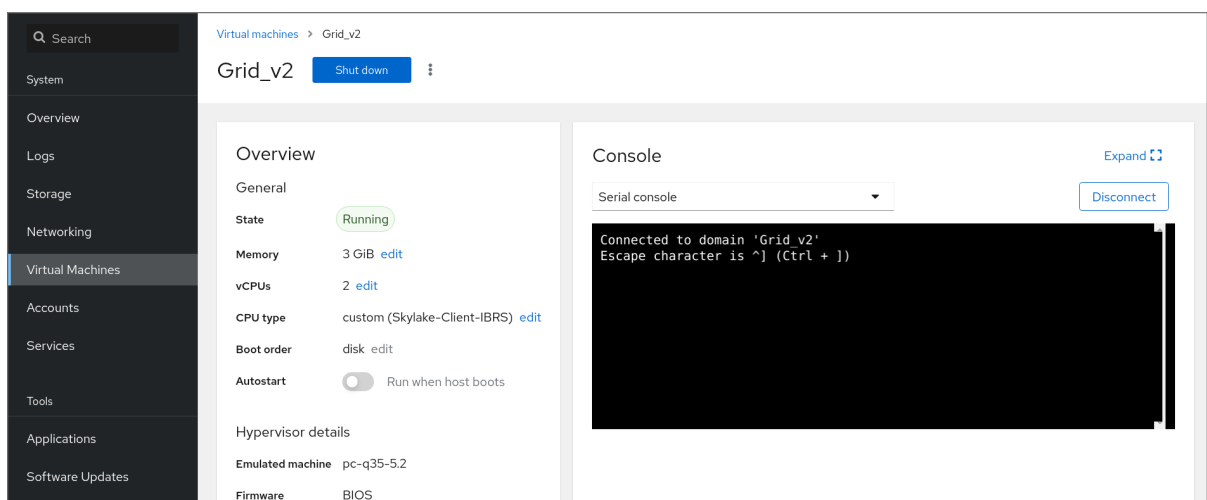 Search
System
Overview
Logs
Storage
Networking
Virtual Machines
Accounts
Services
Tools
Applications
Software Updates
Virtual machines > Grid_v2
Grid_v2 Shut down
Overview
General
State Running
Memory 3 GiB edit
vCPUs 2 edit
CPU type custom (Skylake-Client-IBRS) edit
Boot order disk edit
Autostart Run when host boots
Hypervisor details
Emulated machine pc-q35-5.2
Firmware BIOS
Console Expand
Serial console Disconnect
Connected to domain 'Grid_v2'
Escape character is ^] (Ctrl + ])